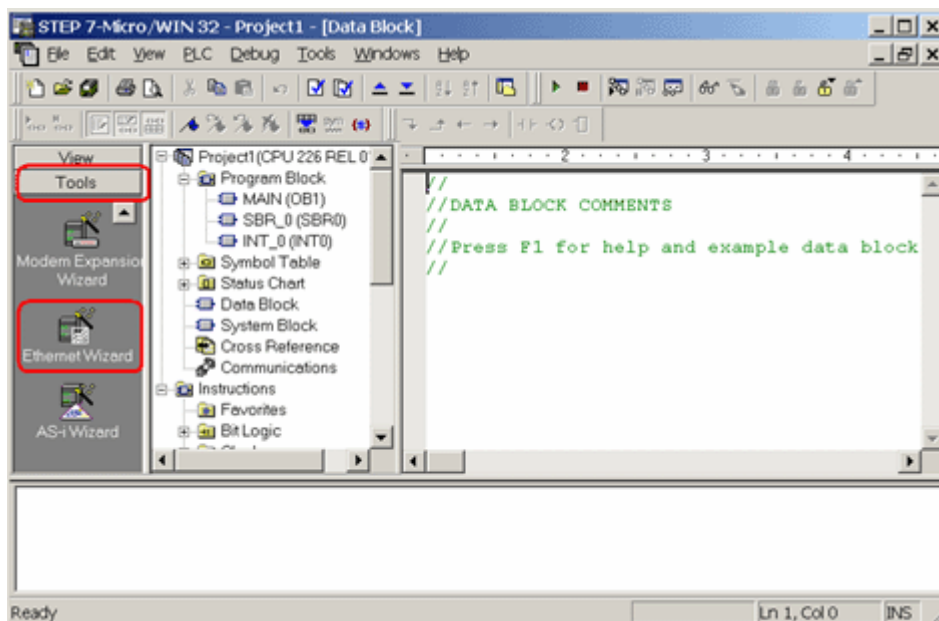 STEP 7-Micro/WIN 32 - Project1 - [Data Block]
File Edit View PLC Debug Tools Windows Help
View
Tools
Modem Expansion
Wizard
Ethernet Wizard
AS-i Wizard
Project1 (CPU 226 REL 0
Program Block
MAIN (OB1)
SBR_0 (SBR0)
INT_0 (INT0)
Symbol Table
Status Chart
Data Block
System Block
Cross Reference
Communications
Instructions
Favorites
Bit Logic
2 3 4
//
//DATA BLOCK COMMENTS
//
//Press F1 for help and example data block
//
Ready
Ln 1, Col 0
INS